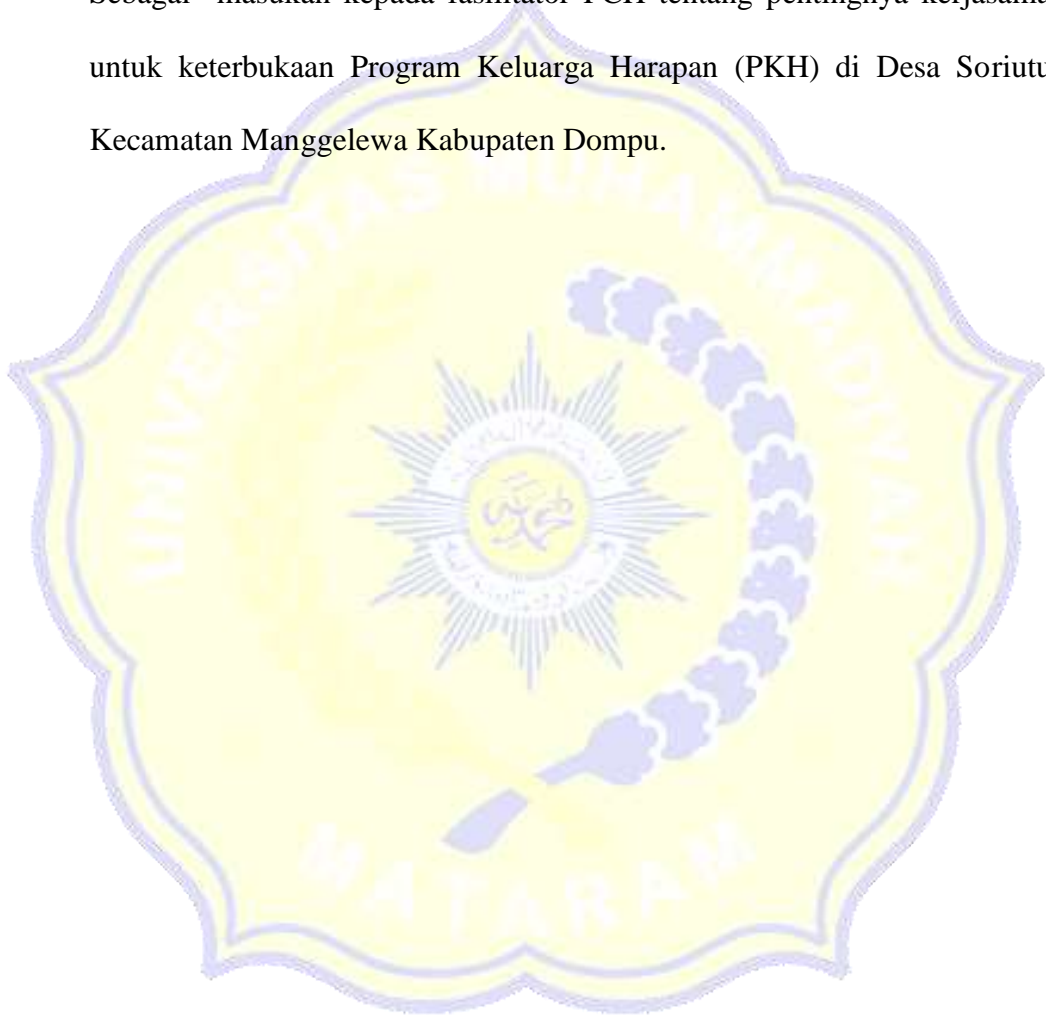 Sebagai masukan kepada fasilitator PCH tentang pentingnya kerjasama
untuk keterbukaan Program Keluarga Harapan (PKH) di Desa Soriutu
Kecamatan Manggelewa Kabupaten Dompu.
UNIVERSITAS MUHAMMADIYAH
MATARAM